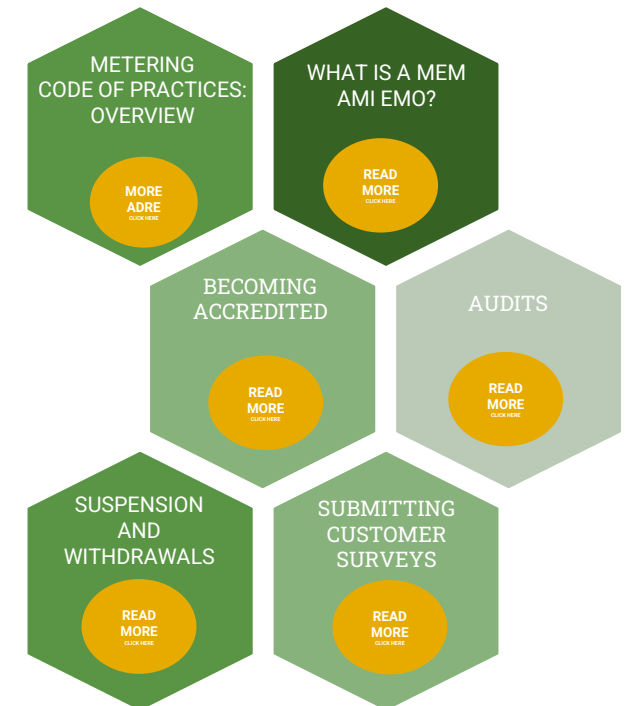 METERING
CODE OF PRACTICES:
OVERVIEW
MORE
ADRE
CLICK HERE
WHAT IS A MEM
AMI EMO?
READ
MORE
CLICK HERE
BECOMING
ACCREDITED
READ
MORE
CLICK HERE
AUDITS
READ
MORE
CLICK HERE
SUSPENSION
AND
WITHDRAWALS
READ
MORE
CLICK HERE
SUBMITTING
CUSTOMER
SURVEYS
READ
MORE
CLICK HERE